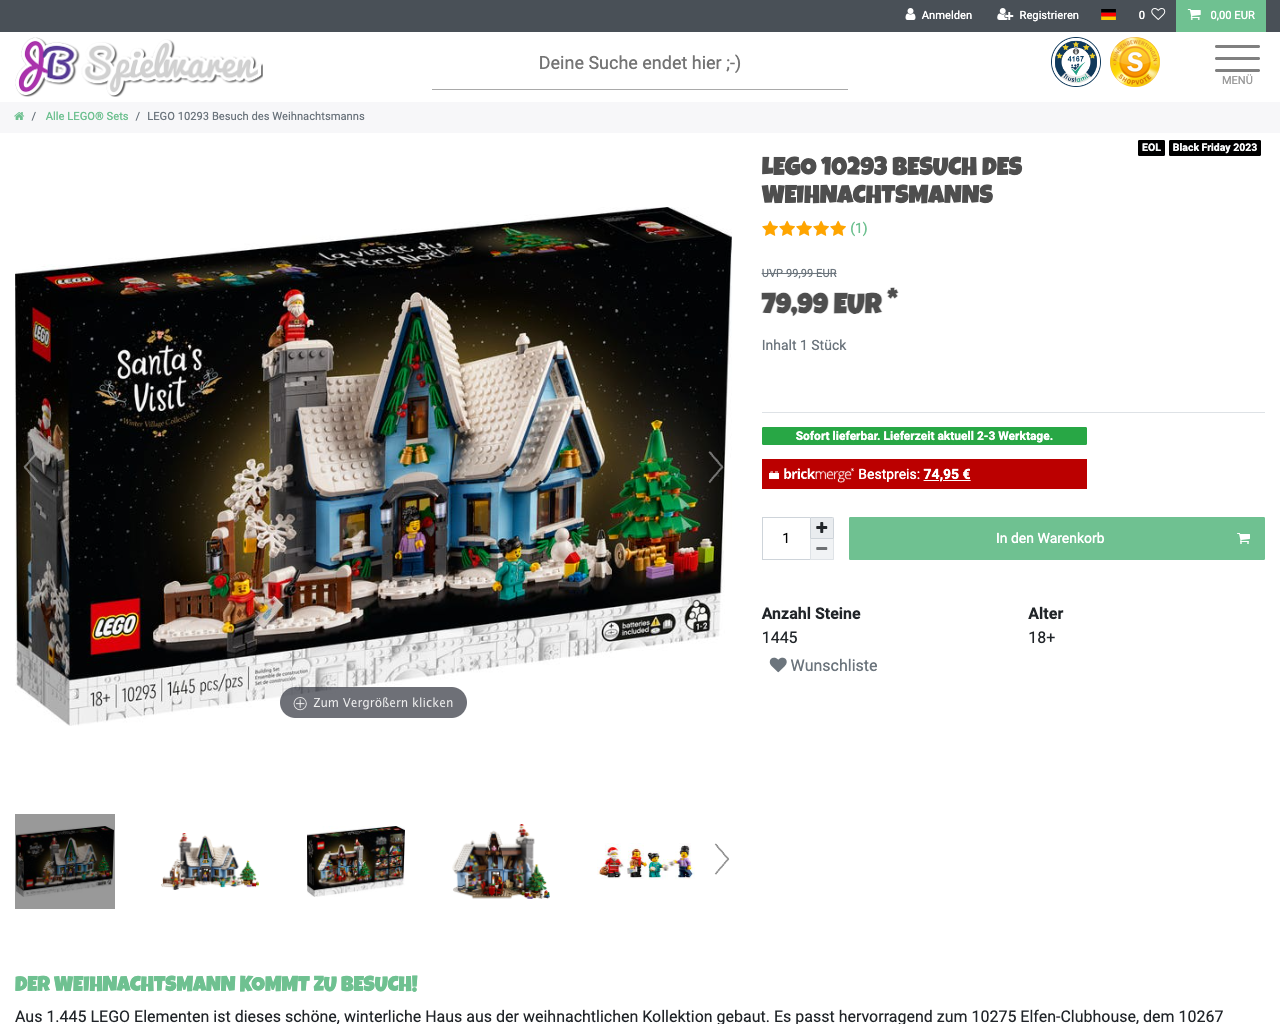 Anmelden Registrieren 0 0,00 EUR
JB Spielwaren
Deine Suche endet hier ;-)
4167
S
SHOPVOTE
MENÜ
/ Alle LEGO® Sets / LEGO 10293 Besuch des Weihnachtsmanns
EOL Black Friday 2023
LEGO 10293 BESUCH DES
WEIHNACHTSMANNS
(1)
UVP 99,99 EUR
79,99 EUR *
Inhalt 1 Stück
Sofort lieferbar. Lieferzeit aktuell 2-3 Werktage.
brickmerge® Bestpreis: 74,95 €
1
In den Warenkorb
Anzahl Steine
1445
Alter
18+
Wunschliste
LEGO
La visite du
Père Noël
LEGO
Santa's
Visit
Winter Village Collection
LEGO
batteries
included
1-2
18+ 10293 1445 pcs/pzs
Building Set
Ensemble de construction
Set de construcción
Zum Vergrößern klicken
DER WEIHNACHTSMANN KOMMT ZU BESUCH!
Aus 1.445 LEGO Elementen ist dieses schöne, winterliche Haus aus der weihnachtlichen Kollektion gebaut. Es passt hervorragend zum 10275 Elfen-Clubhouse, dem 10267